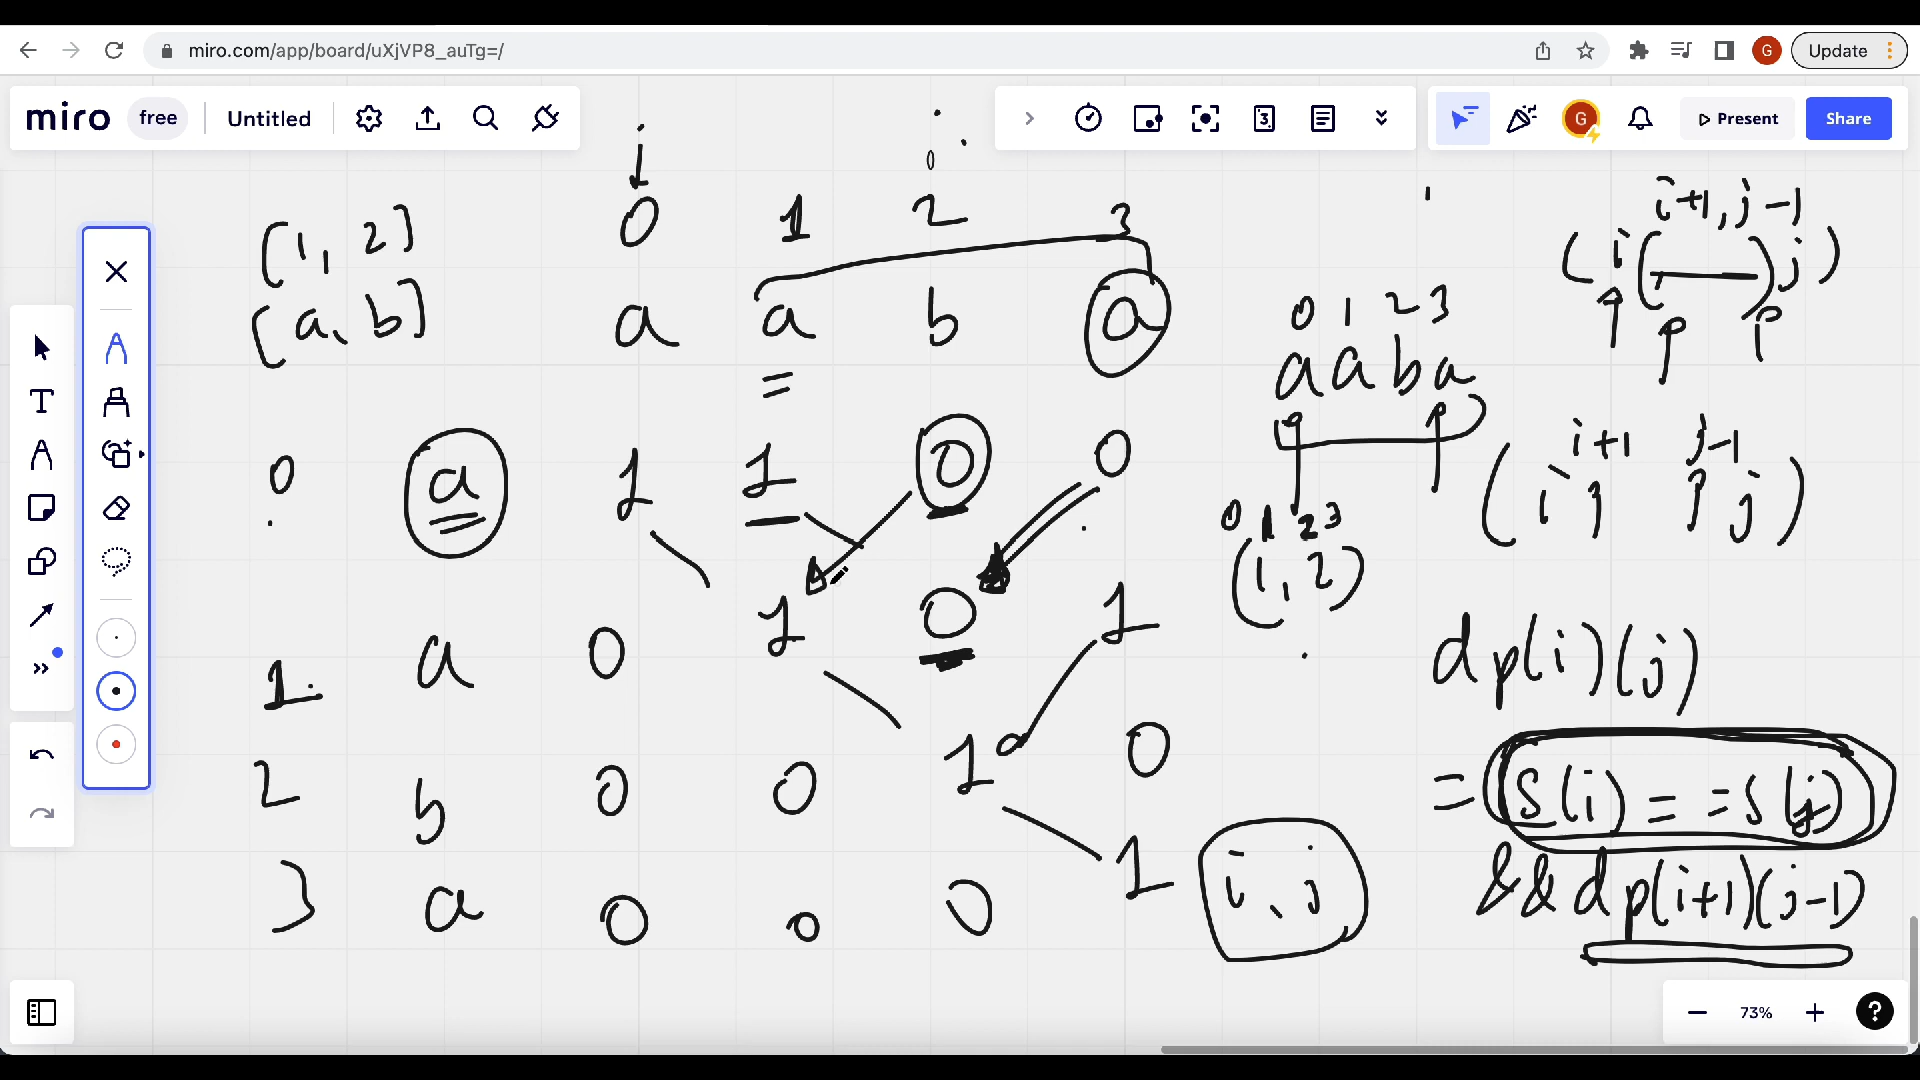 miro.com/app/board/uXjVP8_auTg=/
G
Update
miro free Untitled
3
G
Present
Share
i
0 1 2 3
[1, 2]
[a, b]
a a b a
=
0 a 1 1 0 0
1. a 0 1 0 1
2 b 0 0 1 0
3 a 0 0 0 1
i, j
0 1 2 3
a a b a
0 1 2 3
(1, 2)
i+1, j-1
( i ( ) j )
i+1 j-1
( i j )
dp(i)(j)
= (S(i) = = S(j))
&& dp(i+1)(j-1)
T
73%
?